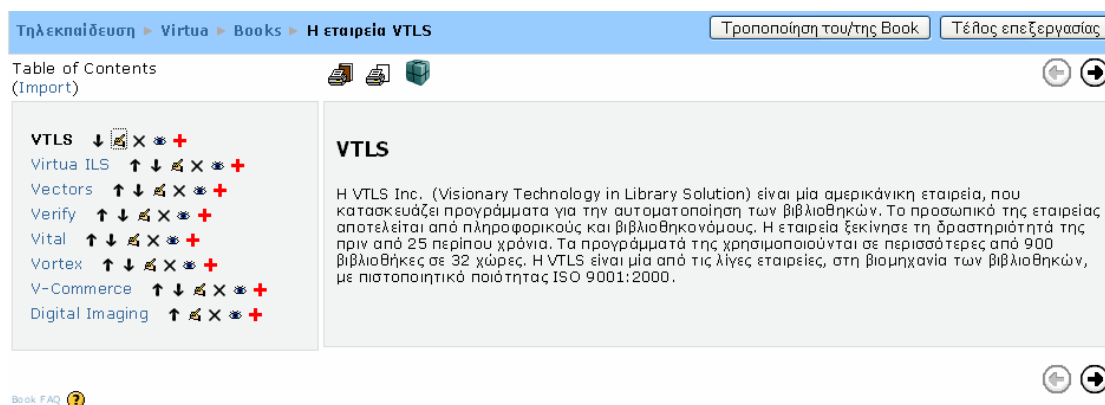 Τηλεκπαίδευση ► Virtua ► Books ► Η εταιρεία VTLS
Τροποποίηση του/της Book
Τέλος επεξεργασίας
Table of Contents
(Import)
VTLS
Virtua ILS
Vectors
Verify
Vital
Vortex
V-Commerce
Digital Imaging
VTLS
Η VTLS Inc. (Visionary Technology in Library Solution) είναι μία αμερικάνικη εταιρεία, που
κατασκευάζει προγράμματα για την αυτοματοποίηση των βιβλιοθηκών. Το προσωπικό της εταιρείας
αποτελείται από πληροφορικούς και βιβλιοθηκονόμους. Η εταιρεία ξεκίνησε τη δραστηριότητά της
πριν από 25 περίπου χρόνια. Τα προγράμματά της χρησιμοποιούνται σε περισσότερες από 900
βιβλιοθήκες σε 32 χώρες. Η VTLS είναι μία από τις λίγες εταιρείες, στη βιομηχανία των βιβλιοθηκών,
με πιστοποιητικό ποιότητας ISO 9001:2000.
Book FAQ